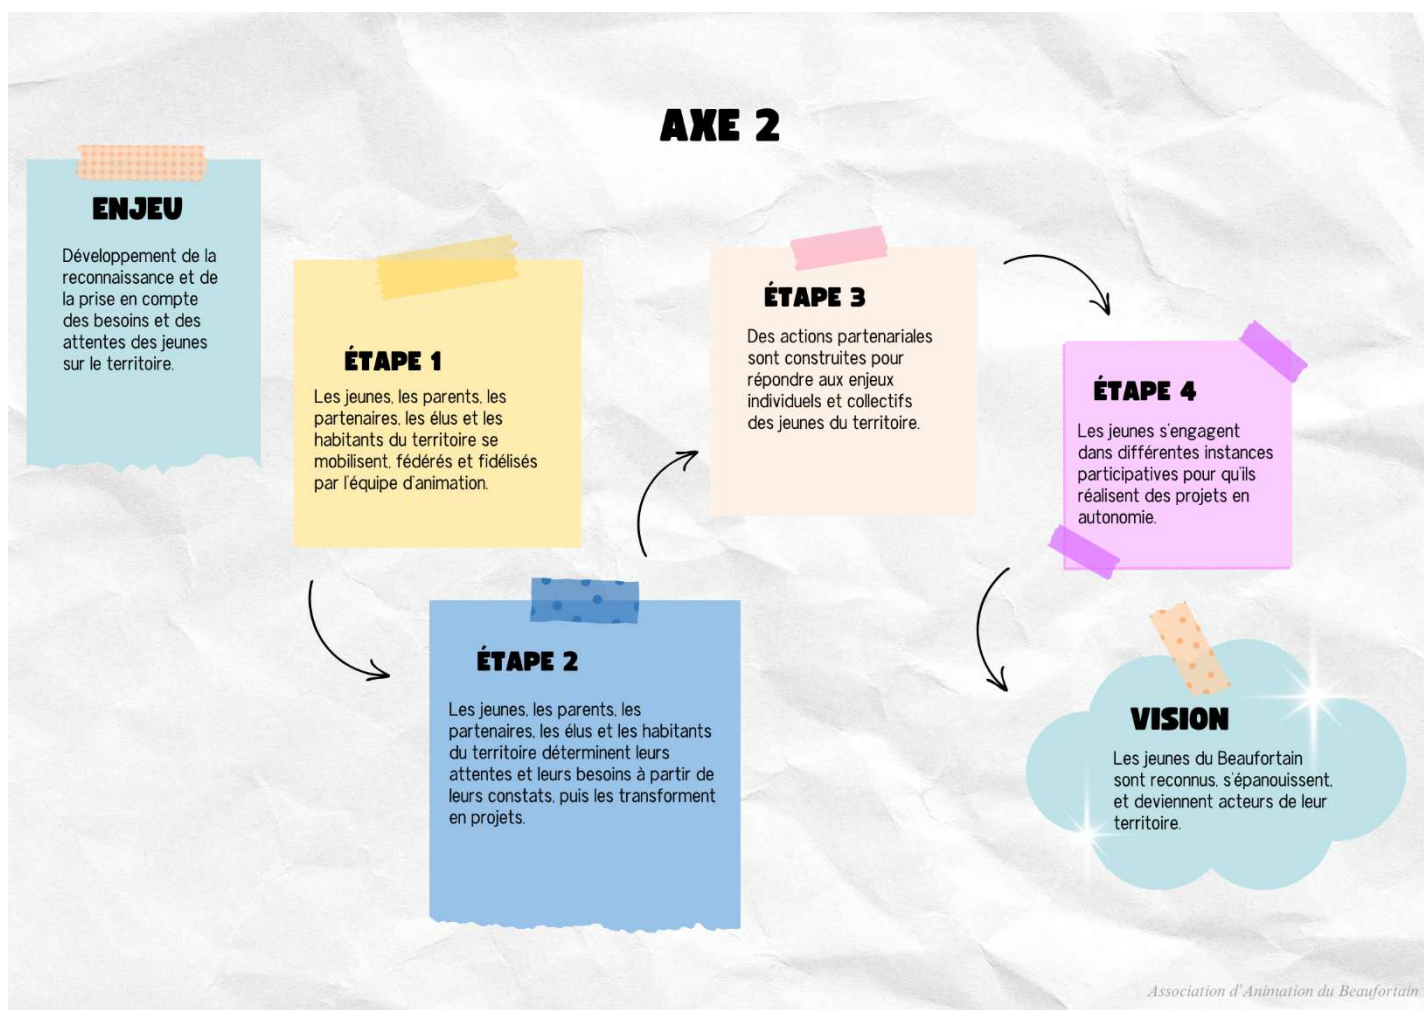 AXE 2
ENJEU
Développement de la
reconnaissance et de
la prise en compte
des besoins et des
attentes des jeunes
sur le territoire.
ÉTAPE 1
Les jeunes, les parents, les
partenaires, les élus et les
habitants du territoire se
mobilisent, fédérés et fidélisés
par l'équipe d'animation.
ÉTAPE 2
Les jeunes, les parents, les
partenaires, les élus et les habitants
du territoire déterminent leurs
attentes et leurs besoins à partir de
leurs constats, puis les transforment
en projets.
ÉTAPE 3
Des actions partenariales
sont construites pour
répondre aux enjeux
individuels et collectifs
des jeunes du territoire.
ÉTAPE 4
Les jeunes s'engagent
dans différentes instances
participatives pour qu'ils
réalisent des projets en
autonomie.
VISION
Les jeunes du Beaufortain
sont reconnus, s'épanouissent,
et deviennent acteurs de leur
territoire.
Association d'Animation du Beaufortain